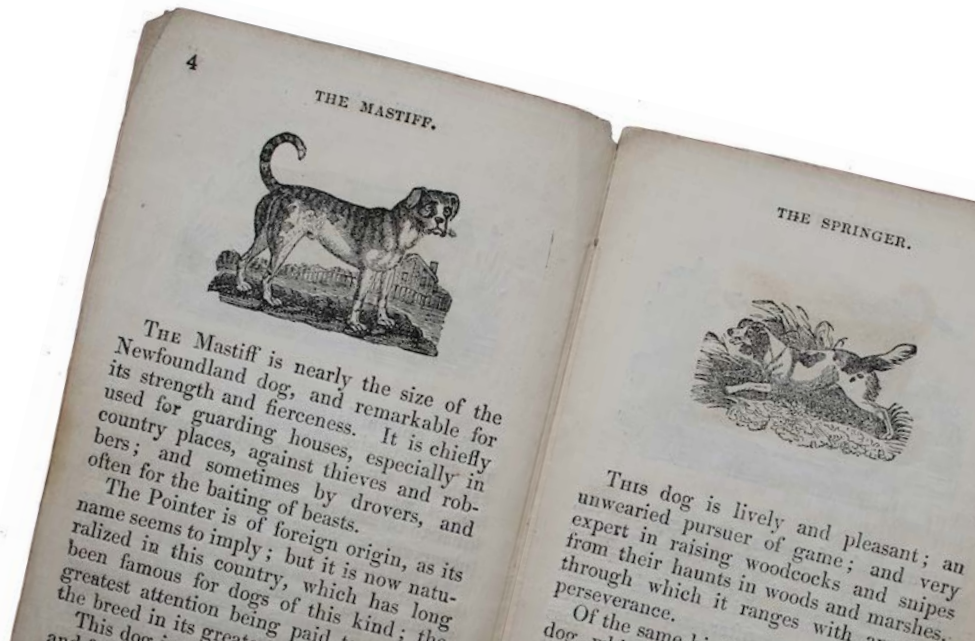 4
THE MASTIFF.
THE Mastiff is nearly the size of the
Newfoundland dog, and remarkable for
its strength and fierceness. It is chiefly
used for guarding houses, especially in
country places, against thieves and rob-
bers; and sometimes by drovers, and
often for the baiting of beasts.
The Pointer is of foreign origin, as its
name seems to imply; but it is now natu-
ralized in this country, which has long
been famous for dogs of this kind; the
greatest attention being paid to
the breed in its
This dog
THE SPRINGER.
THIS dog is lively and pleasant; an
unwearied pursuer of game; and very
expert in raising woodcocks and snipes
from their haunts in woods and marshes,
through which it ranges with
perseverance.
Of the same
dog